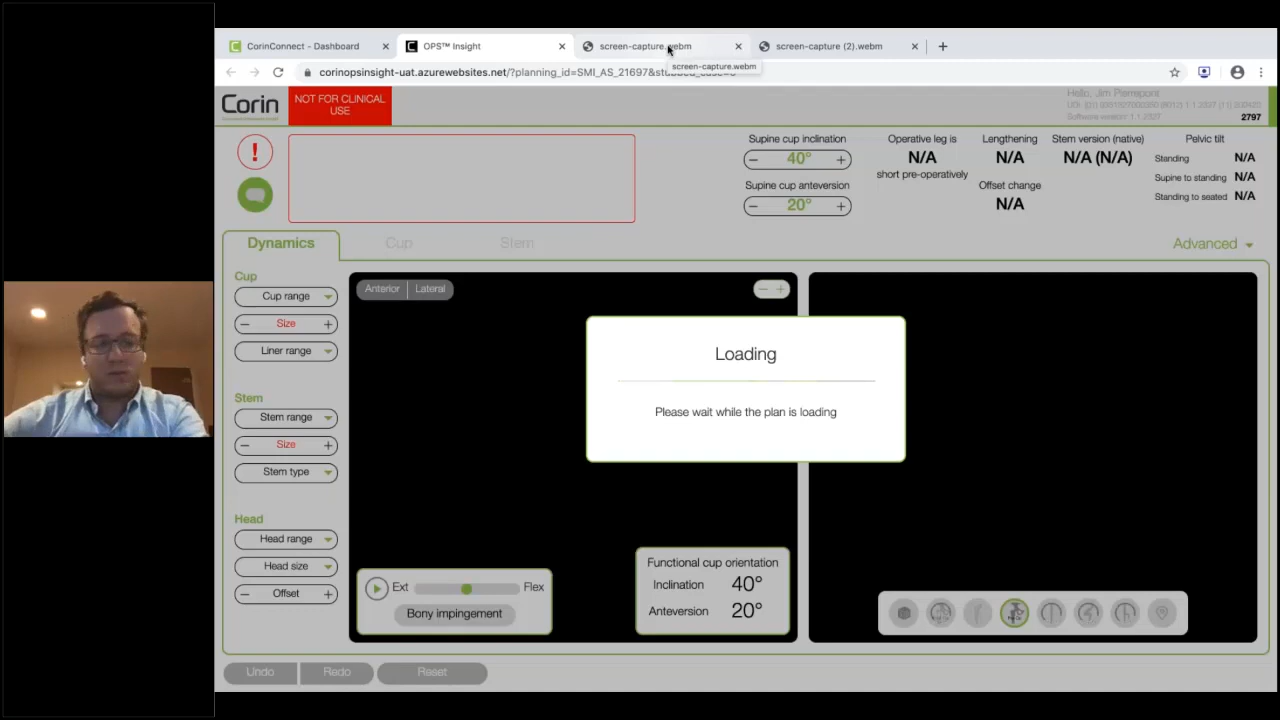 CorinConnect - Dashboard
OPS™ Insight
screen-capture.webm
screen-capture (2).webm
corinopsinsight-uat.azurewebsites.net/?planning_id=SMI_AS_21697&
screen-capture.webm
Corin
NOT FOR CLINICAL
USE
Hello, Jim Pierrepont
2797
Supine cup inclination
− 40° +
Supine cup anteversion
− 20° +
Operative leg is
N/A
short pre-operatively
Lengthening
N/A
Offset change
N/A
Stem version (native)
N/A (N/A)
Pelvic tilt
Standing N/A
Supine to standing N/A
Standing to seated N/A
Dynamics
Cup
Stem
Advanced
Cup
Cup range
− Size +
Liner range
Stem
Stem range
− Size +
Stem type
Head
Head range
Head size
− Offset +
Anterior
Lateral
− +
Loading
Please wait while the plan is loading
Ext
Flex
Bony impingement
Functional cup orientation
Inclination 40°
Anteversion 20°
Undo
Redo
Reset